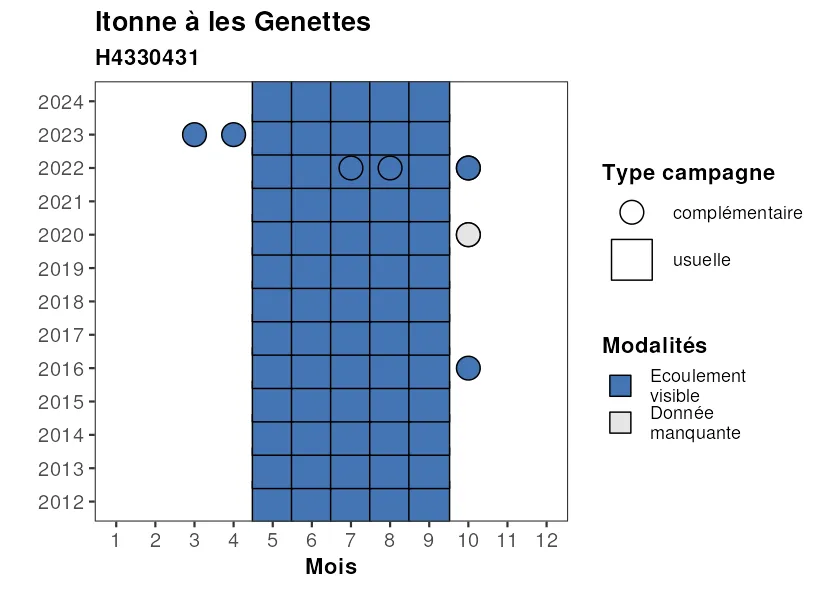 Itonne à les Genettes
H4330431
2024
2023
2022
2021
2020
2019
2018
2017
2016
2015
2014
2013
2012
1 2 3 4 5 6 7 8 9 10 11 12
Mois
Type campagne
complémentaire
usuelle
Modalités
Ecoulement
visible
Donnée
manquante